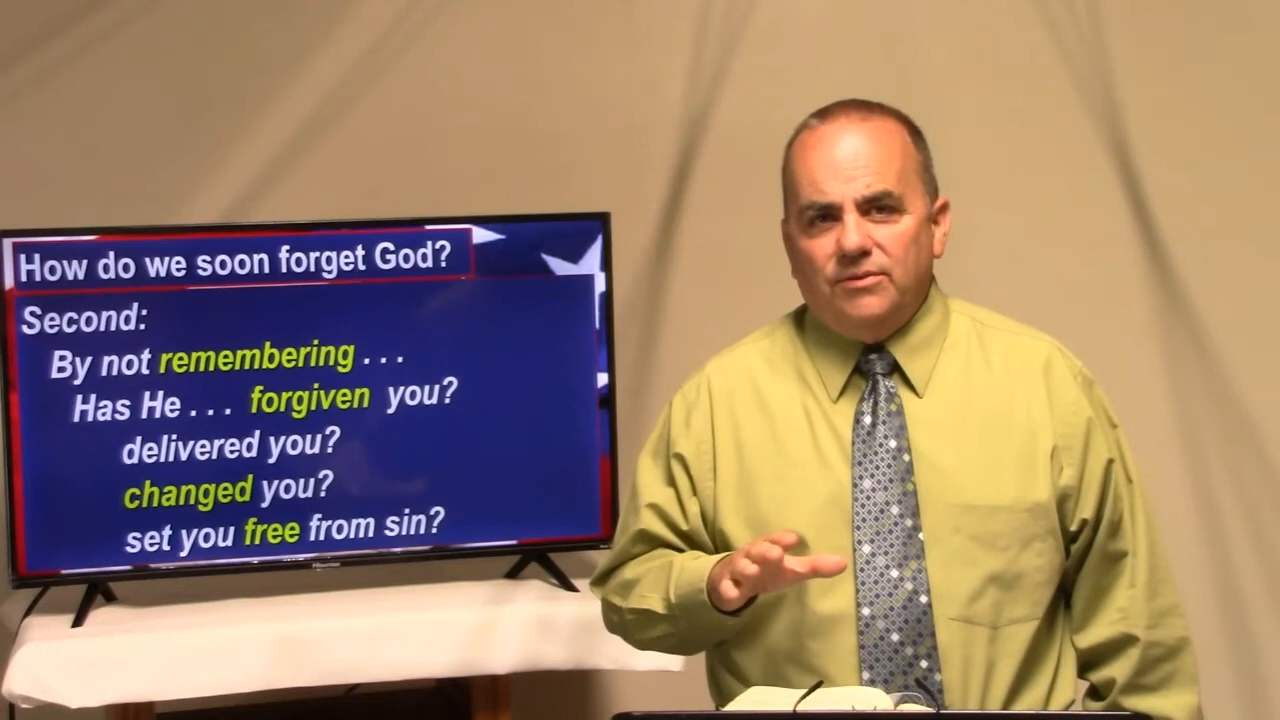 How do we soon forget God?
Second:
By not remembering . . .
Has He . . . forgiven you?
delivered you?
changed you?
set you free from sin?
Hisense